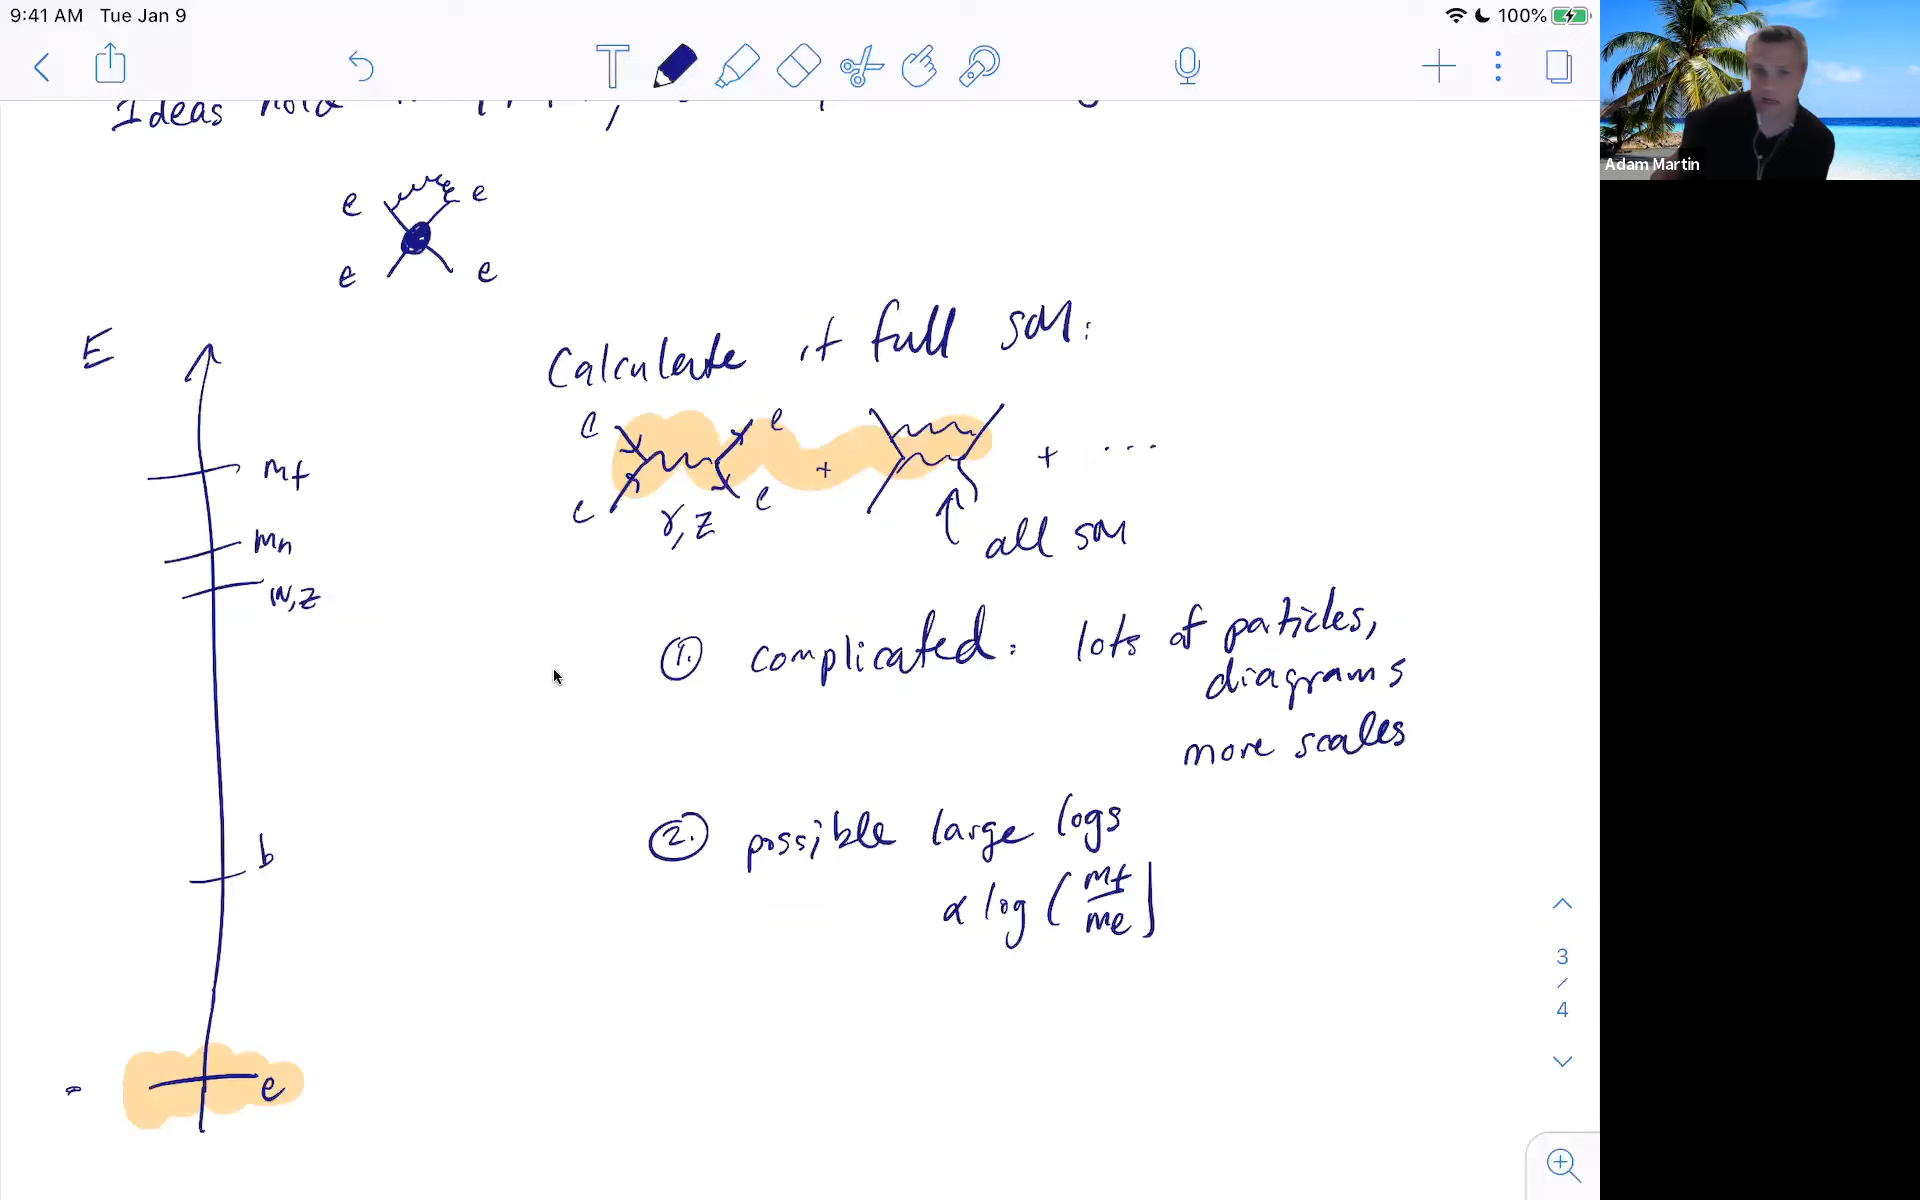 9:41 AM Tue Jan 9
100%
Adam Martin
Ideas
e e
e e
E
Calculate it full SM:
e e
+ + ...
e e
γ, Z
all SM
mt
mh
W,Z
① complicated: lots of particles,
diagrams
more scales
② possible large logs
α log (mt/me)
b
e
3
/
4